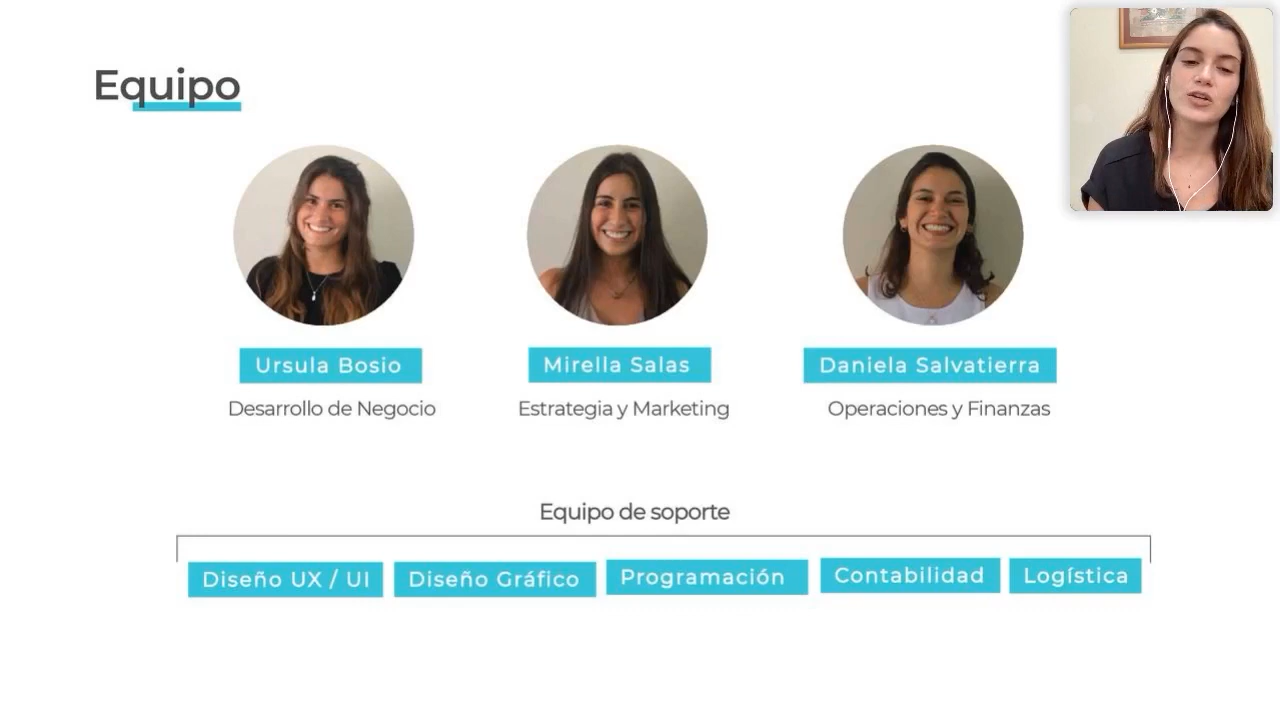 Equipo
Ursula Bosio
Mirella Salas
Daniela Salvatierra
Desarrollo de Negocio
Estrategia y Marketing
Operaciones y Finanzas
Equipo de soporte
Diseño UX / UI
Diseño Gráfico
Programación
Contabilidad
Logística